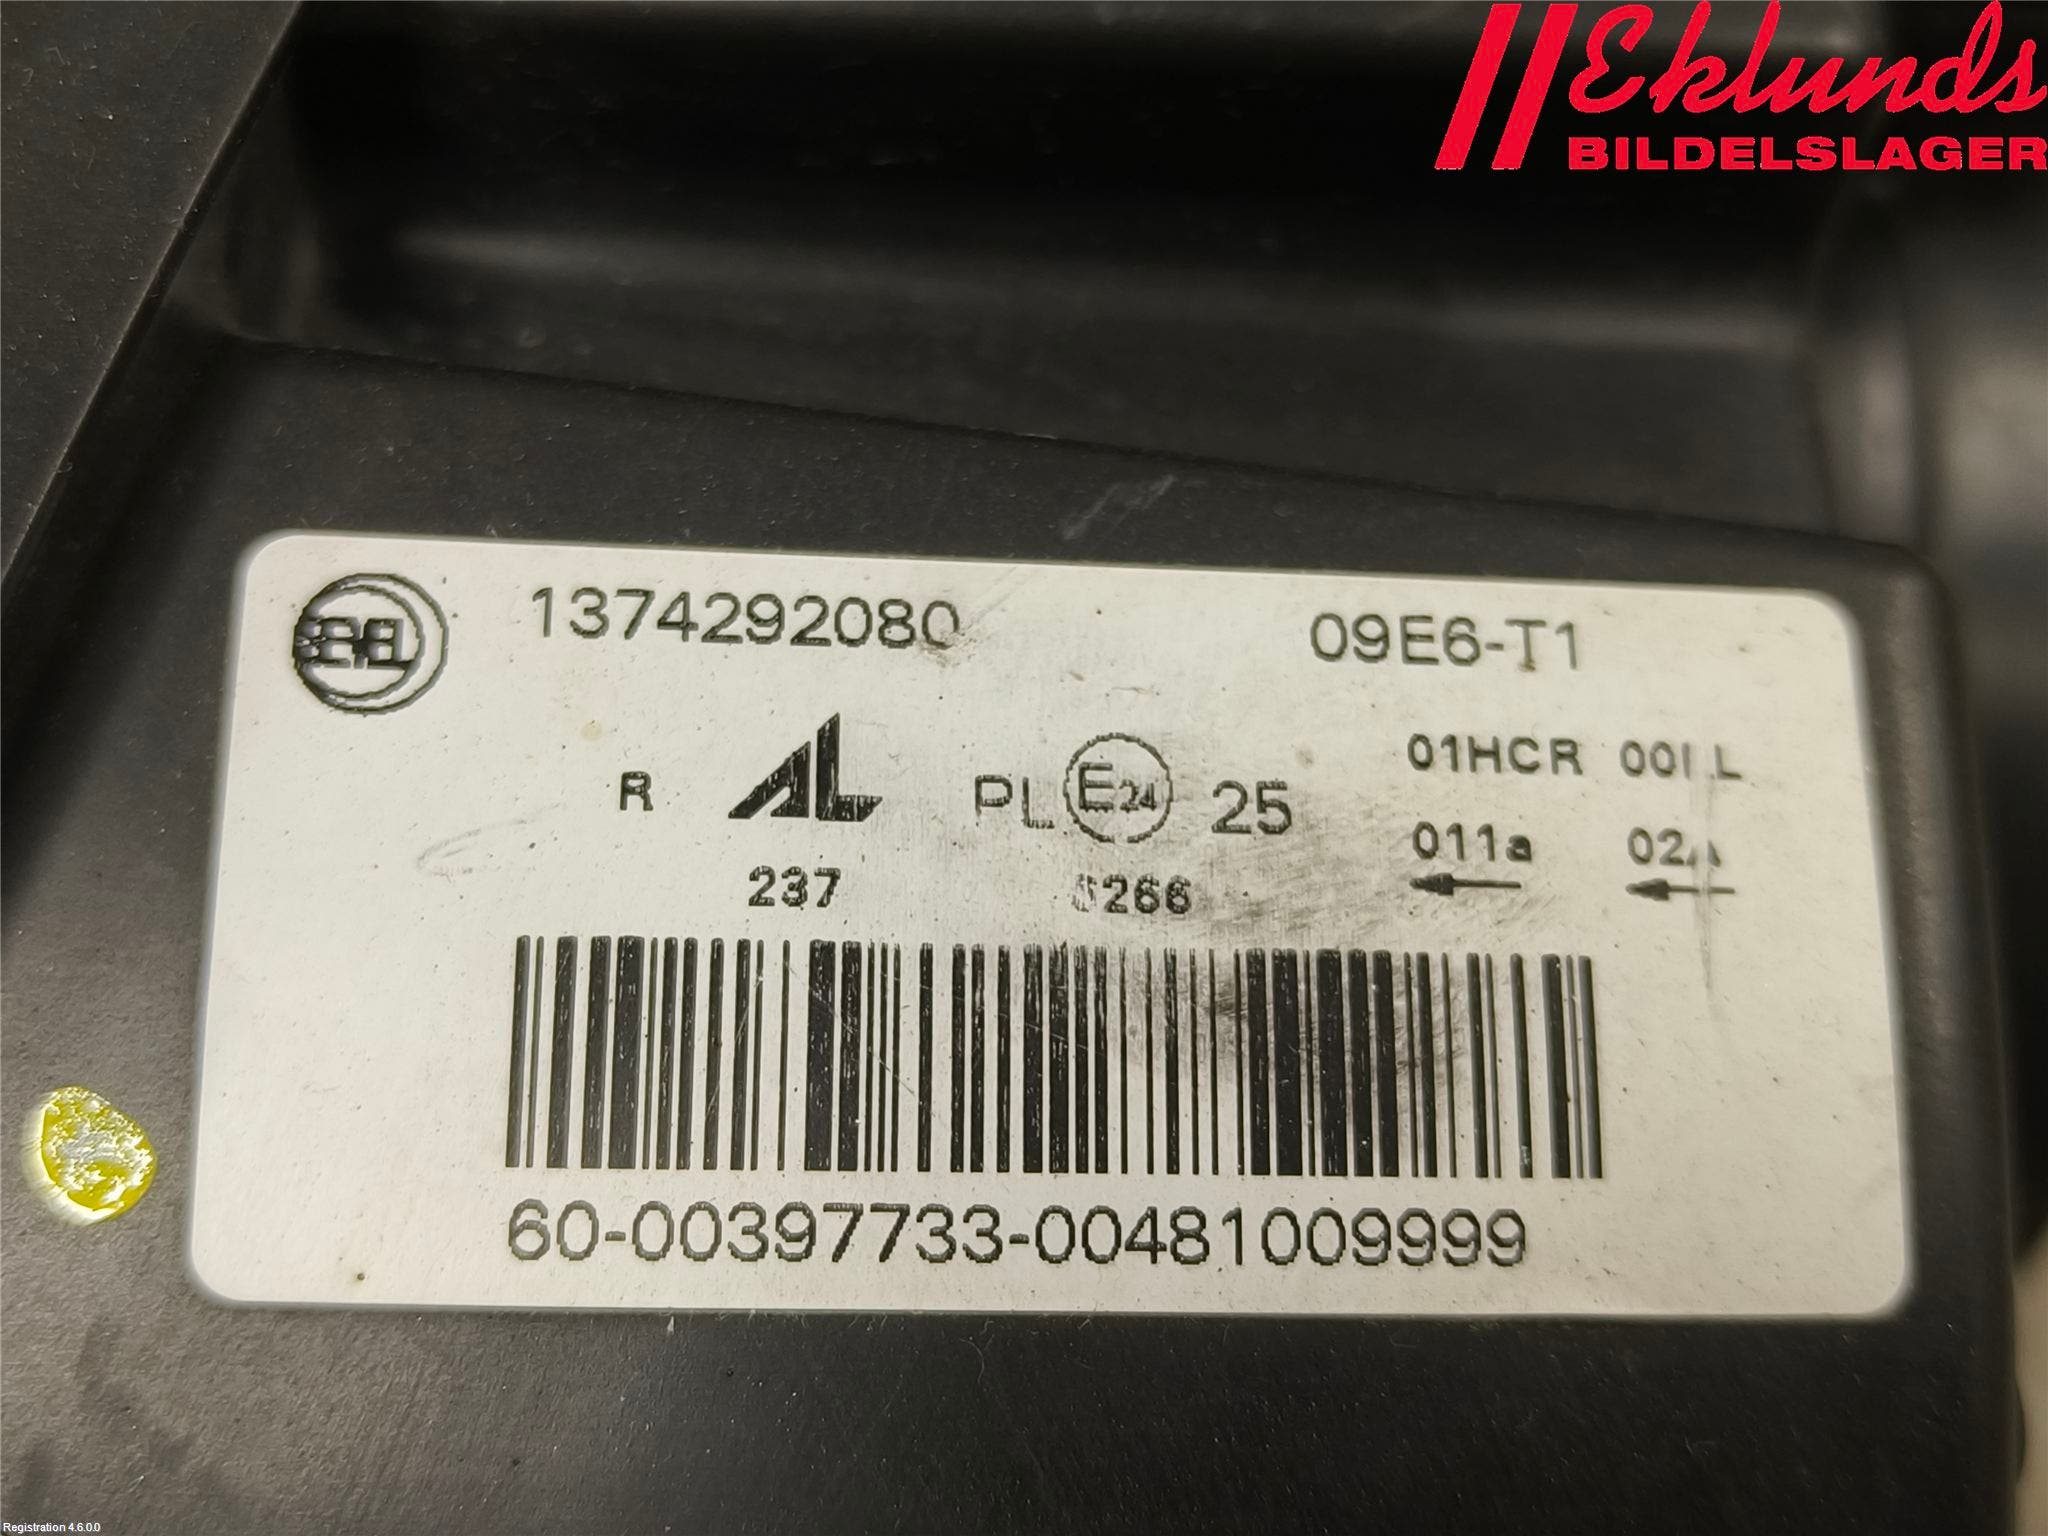 Eklunds
BILDELSLAGER
1374292080 09E6-T1
R AL PL E24 25 01HCR
237 011a
60-00397733-00481009999
Registration 4.6.0.0